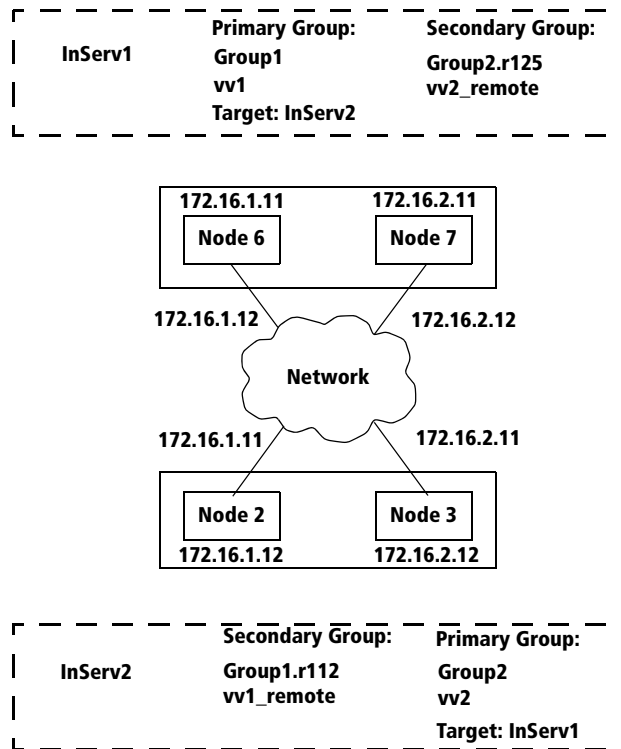 InServ1
Primary Group:
Group1
vv1
Target: InServ2
Secondary Group:
Group2.r125
vv2_remote
172.16.1.11
172.16.2.11
Node 6
Node 7
172.16.1.12
172.16.2.12
Network
172.16.1.11
172.16.2.11
Node 2
Node 3
172.16.1.12
172.16.2.12
InServ2
Secondary Group:
Group1.r112
vv1_remote
Primary Group:
Group2
vv2
Target: InServ1